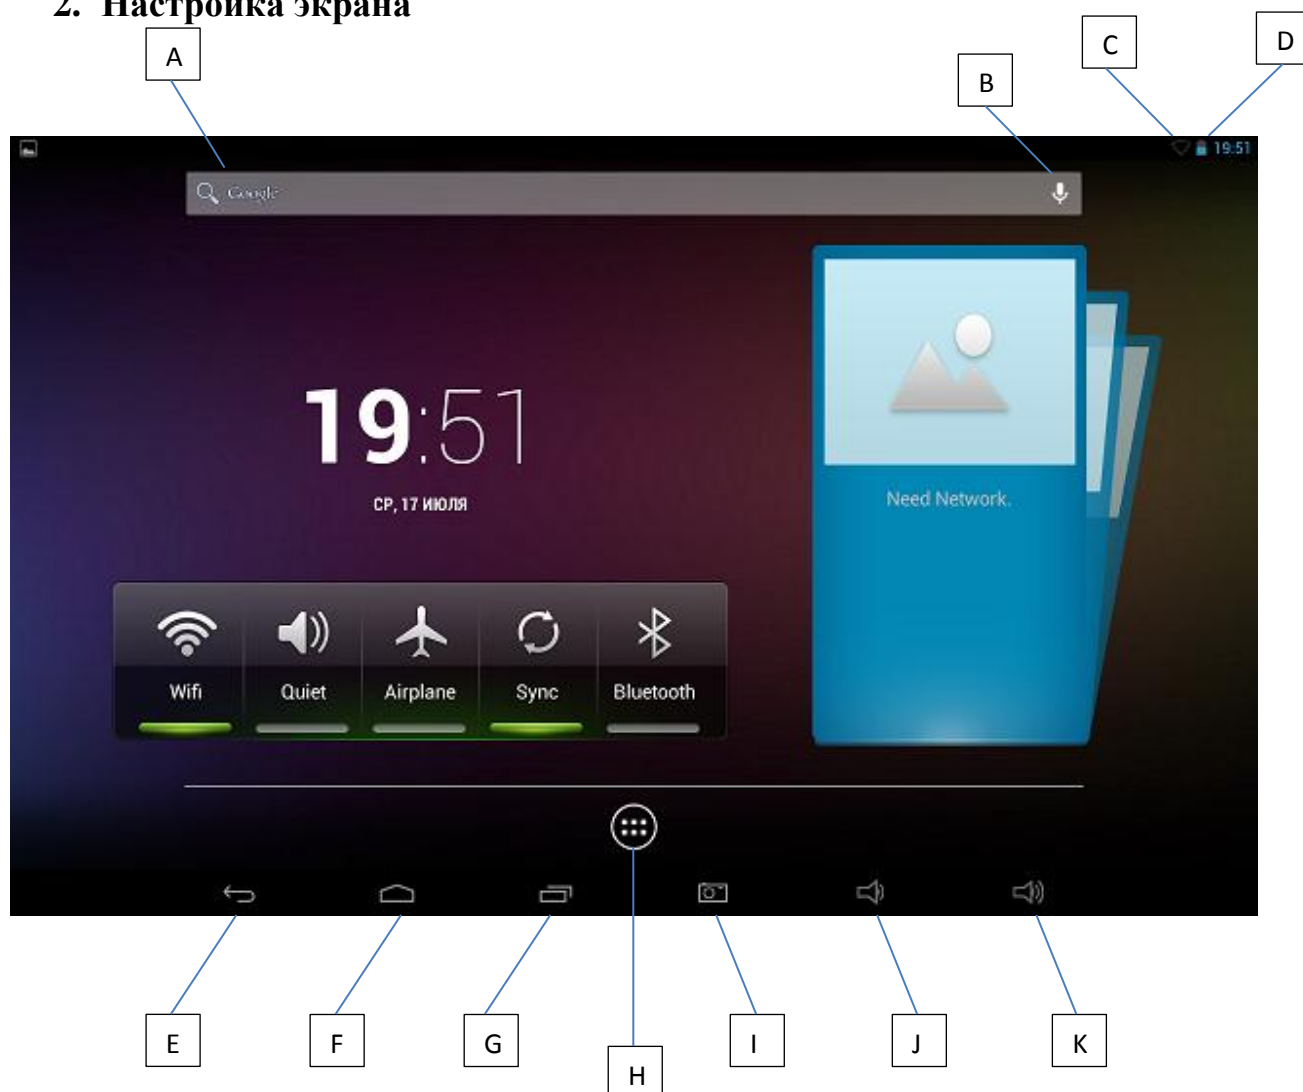 2. Настройка экрана
A
B
C
D
19:51
Google
19:51
СР, 17 ИЮЛЯ
Need Network.
Wifi
Quiet
Airplane
Sync
Bluetooth
E
F
G
H
I
J
K